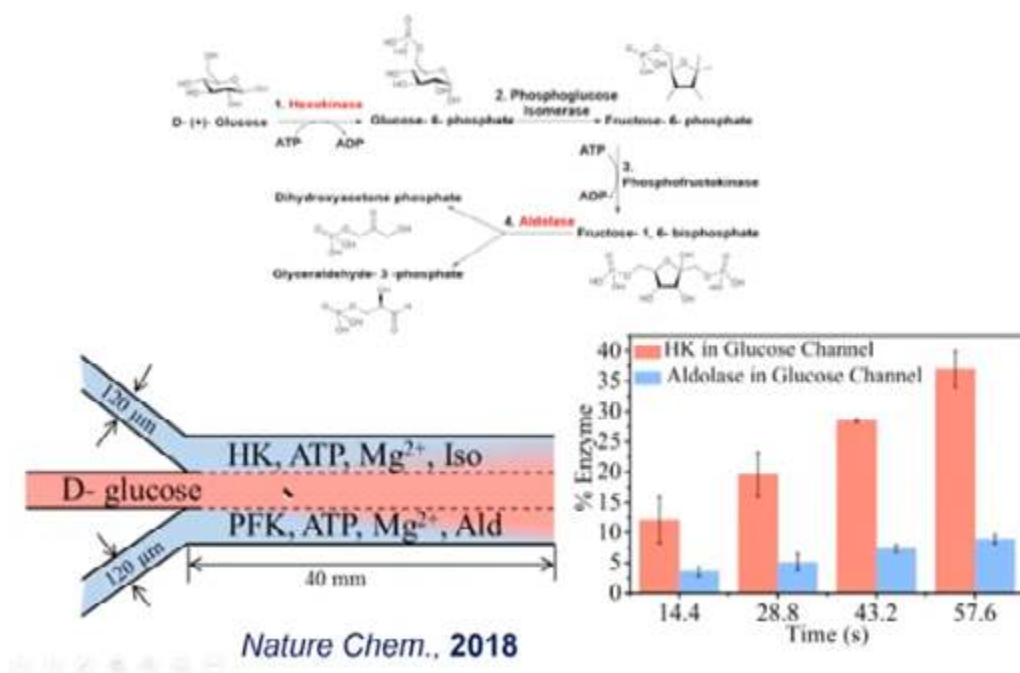 1. Hexokinase
D- (+)- Glucose
ATP
ADP
Glucose- 6- phosphate
2. Phosphoglucose
Isomerase
Fructose- 6- phosphate
ATP
3.
ADP
Phosphofrustokinase
Dihydroxyacetone phosphate
4. Aldolase
Fructose- 1, 6- bisphosphate
Glyceraldehyde- 3 -phosphate
120 μm
HK, ATP, Mg²⁺, Iso
D- glucose
PFK, ATP, Mg²⁺, Ald
120 μm
40 mm
Nature Chem., 2018
HK in Glucose Channel
Aldolase in Glucose Channel
% Enzyme
40
35
30
25
20
15
10
5
0
14.4 28.8 43.2 57.6
Time (s)